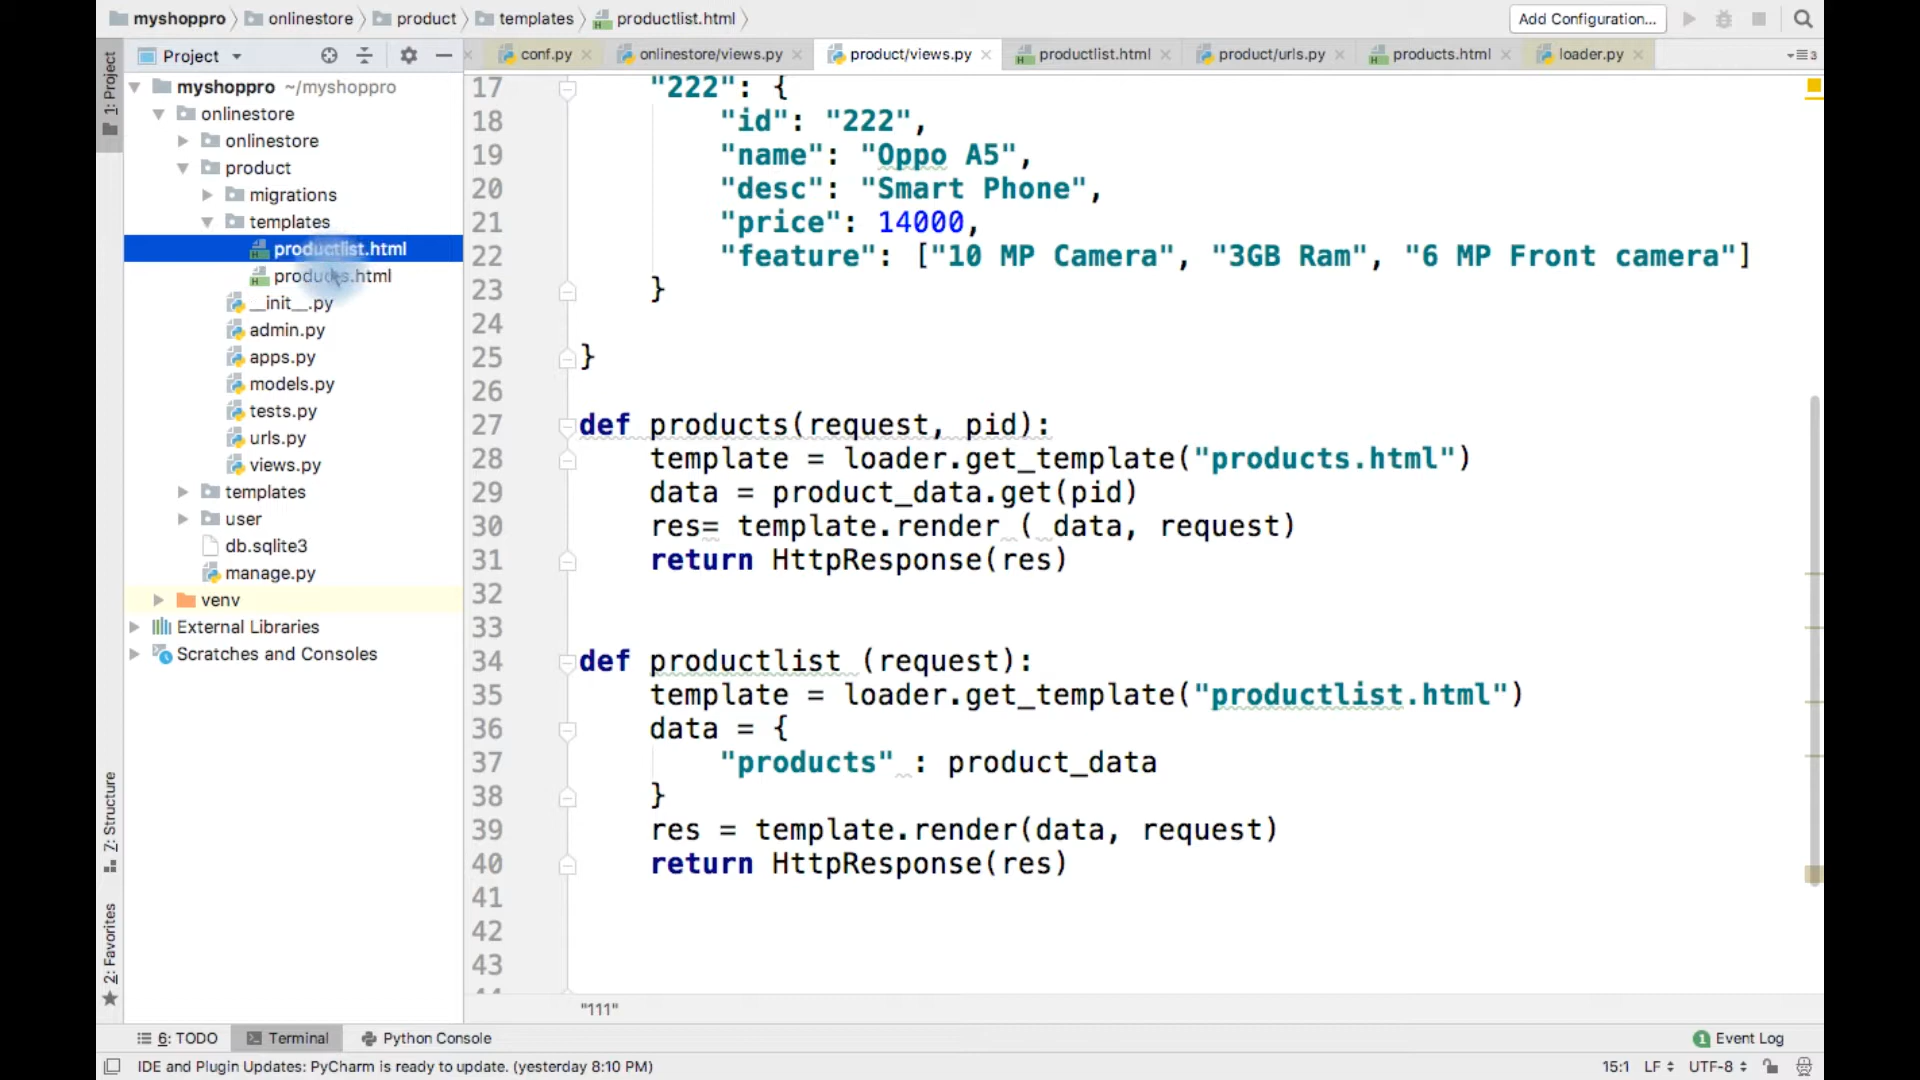 myshoppro onlinestore product templates productlist.html Add Configuration...
1: Project
Project
conf.py onlinestore/views.py product/views.py productlist.html product/urls.py products.html loader.py 3
myshoppro ~/myshoppro
onlinestore
onlinestore
product
migrations
templates
productlist.html
products.html
__init__.py
admin.py
apps.py
models.py
tests.py
urls.py
views.py
templates
user
db.sqlite3
manage.py
venv
External Libraries
Scratches and Consoles
Z: Structure
2: Favorites
17 "222": {
18 "id": "222",
19 "name": "Oppo A5",
20 "desc": "Smart Phone",
21 "price": 14000,
22 "feature": ["10 MP Camera", "3GB Ram", "6 MP Front camera"]
23 }
24
25 }
26
27 def products(request, pid):
28 template = loader.get_template("products.html")
29 data = product_data.get(pid)
30 res= template.render ( data, request)
31 return HttpResponse(res)
32
33
34 def productlist (request):
35 template = loader.get_template("productlist.html")
36 data = {
37 "products" : product_data
38 }
39 res = template.render(data, request)
40 return HttpResponse(res)
41
42
43
44
"111"
6: TODO Terminal Python Console 1 Event Log
IDE and Plugin Updates: PyCharm is ready to update. (yesterday 8:10 PM) 15:1 LF UTF-8